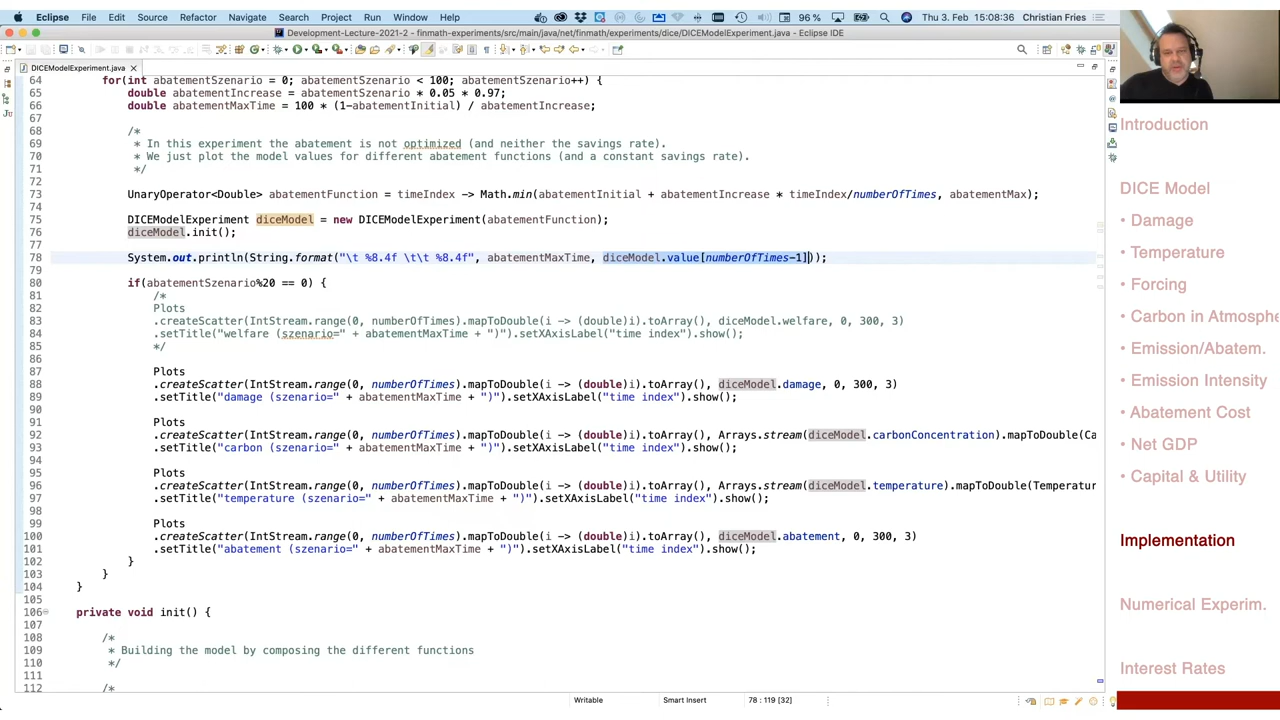 Eclipse File Edit Source Refactor Navigate Search Project Run Window Help 96 % Thu 3. Feb 15:08:36 Christian Fries
Development-Lecture-2021-2 - finmath-experiments/src/main/java/net/finmath/experiments/dice/DICEModelExperiment.java - Eclipse IDE
DICEModelExperiment.java
64 for(int abatementSzenario = 0; abatementSzenario < 100; abatementSzenario++) {
65 double abatementIncrease = abatementSzenario * 0.05 * 0.97;
66 double abatementMaxTime = 100 * (1-abatementInitial) / abatementIncrease;
67
68 /*
69 * In this experiment the abatement is not optimized (and neither the savings rate).
70 * We just plot the model values for different abatement functions (and a constant savings rate).
71 */
72
73 UnaryOperator<Double> abatementFunction = timeIndex -> Math.min(abatementInitial + abatementIncrease * timeIndex/numberOfTimes, abatementMax);
74
75 DICEModelExperiment diceModel = new DICEModelExperiment(abatementFunction);
76 diceModel.init();
77
78 System.out.println(String.format("\t %8.4f \t\t %8.4f", abatementMaxTime, diceModel.value[numberOfTimes-1]));
79
80 if(abatementSzenario%20 == 0) {
81 /*
82 Plots
83 .createScatter(IntStream.range(0, numberOfTimes).mapToDouble(i -> (double)i).toArray(), diceModel.welfare, 0, 300, 3)
84 .setTitle("welfare (szenario=" + abatementMaxTime + ")").setXAxisLabel("time index").show();
85 */
86
87 Plots
88 .createScatter(IntStream.range(0, numberOfTimes).mapToDouble(i -> (double)i).toArray(), diceModel.damage, 0, 300, 3)
89 .setTitle("damage (szenario=" + abatementMaxTime + ")").setXAxisLabel("time index").show();
90
91 Plots
92 .createScatter(IntStream.range(0, numberOfTimes).mapToDouble(i -> (double)i).toArray(), Arrays.stream(diceModel.carbonConcentration).mapToDouble(Ca
93 .setTitle("carbon (szenario=" + abatementMaxTime + ")").setXAxisLabel("time index").show();
94
95 Plots
96 .createScatter(IntStream.range(0, numberOfTimes).mapToDouble(i -> (double)i).toArray(), Arrays.stream(diceModel.temperature).mapToDouble(Temperatur
97 .setTitle("temperature (szenario=" + abatementMaxTime + ")").setXAxisLabel("time index").show();
98
99 Plots
100 .createScatter(IntStream.range(0, numberOfTimes).mapToDouble(i -> (double)i).toArray(), diceModel.abatement, 0, 300, 3)
101 .setTitle("abatement (szenario=" + abatementMaxTime + ")").setXAxisLabel("time index").show();
102 }
103 }
104 }
105
106 private void init() {
107
108 /*
109 * Building the model by composing the different functions
110 */
111
112 /*
Writable Smart Insert 78 : 119 [32]
Introduction
DICE Model
• Damage
• Temperature
• Forcing
• Carbon in Atmosphe
• Emission/Abatem.
• Emission Intensity
• Abatement Cost
• Net GDP
• Capital & Utility
Implementation
Numerical Experim.
Interest Rates